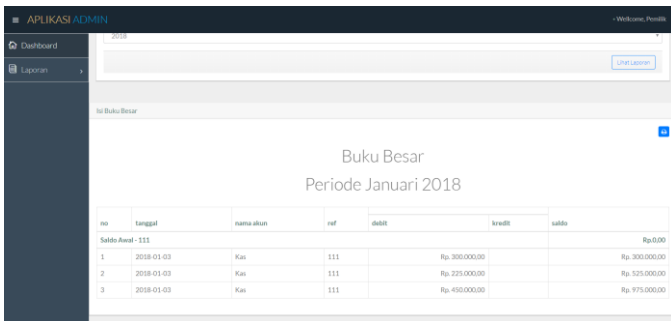 APLIKASI ADMIN
- Wellcome, Pemilik
Dashboard
Laporan
2018
Lihat Laporan
Isi Buku Besar
Buku Besar
Periode Januari 2018
no tanggal nama akun ref debit kredit saldo
Saldo Awal - 111 Rp.0,00
1 2018-01-03 Kas 111 Rp. 300.000,00 Rp. 300.000,00
2 2018-01-03 Kas 111 Rp. 225.000,00 Rp. 525.000,00
3 2018-01-03 Kas 111 Rp. 450.000,00 Rp. 975.000,00